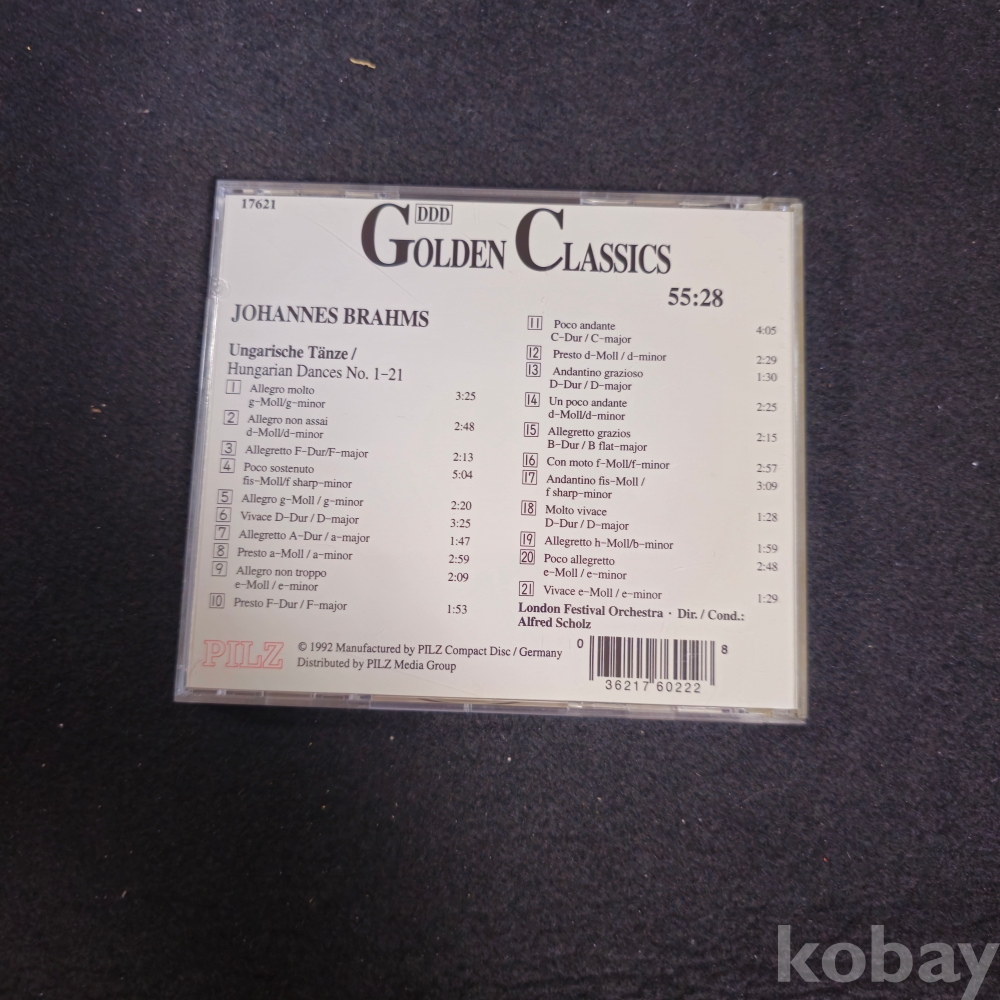 17621
DDD
GOLDEN CLASSICS
55:28
JOHANNES BRAHMS
Ungarische Tänze /
Hungarian Dances No. 1-21
1 Allegro molto
g-Moll/g-minor 3:25
2 Allegro non assai
d-Moll/d-minor 2:48
3 Allegretto F-Dur/F-major 2:13
4 Poco sostenuto 5:04
fis-Moll/f sharp-minor
5 Allegro g-Moll / g-minor 2:20
6 Vivace D-Dur / D-major 3:25
7 Allegretto A-Dur / a-major 1:47
8 Presto a-Moll / a-minor 2:59
9 Allegro non troppo
e-Moll / e-minor 2:09
10 Presto F-Dur / F-major 1:53
11 Poco andante 4:05
C-Dur / C-major
12 Presto d-Moll / d-minor 2:29
13 Andantino grazioso 1:30
D-Dur / D-major
14 Un poco andante 2:25
d-Moll/d-minor
15 Allegretto grazios 2:15
B-Dur / B flat-major
16 Con moto f-Moll/f-minor 2:57
17 Andantino fis-Moll / 3:09
f sharp-minor
18 Molto vivace 1:28
D-Dur / D-major
19 Allegretto h-Moll/b-minor 1:59
20 Poco allegretto 2:48
e-Moll / e-minor
21 Vivace e-Moll / e-minor 1:29
London Festival Orchestra · Dir. / Cond.:
Alfred Scholz
PILZ
© 1992 Manufactured by PILZ Compact Disc / Germany
Distributed by PILZ Media Group
0 36217 60222 8
kobay